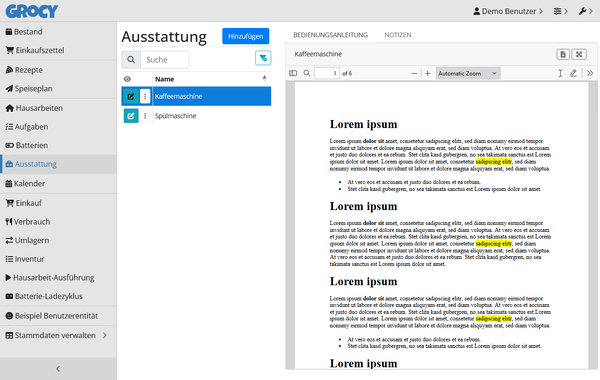 GROCY
Demo Benutzer
Bestand
Einkaufszettel
Rezepte
Speiseplan
Hausarbeiten
Aufgaben
Batterien
Ausstattung
Kalender
Einkauf
Verbrauch
Umlagern
Inventur
Hausarbeit-Ausführung
Batterie-Ladezyklus
Beispiel Benutzerentität
Stammdaten verwalten
Ausstattung
Hinzufügen
Suche
Name
Kaffeemaschine
Spülmaschine
BEDIENUNGSANLEITUNG
NOTIZEN
Kaffeemaschine
1 of 6
Automatic Zoom
Lorem ipsum
Lorem ipsum dolor sit amet, consetetur sadipscing elitr, sed diam nonumy eirmod tempor
invidunt ut labore et dolore magna aliquyam erat, sed diam voluptua. At vero eos et accusam
et justo duo dolores et ea rebum. Stet clita kasd gubergren, no sea takimata sanctus est Lorem
ipsum dolor sit amet. Lorem ipsum dolor sit amet, consetetur sadipscing elitr, sed diam
nonumy eirmod tempor invidunt ut labore et dolore magna aliquyam erat, sed diam voluptua.
• At vero eos et accusam et justo duo dolores et ea rebum.
• Stet clita kasd gubergren, no sea takimata sanctus est Lorem ipsum dolor sit amet.
Lorem ipsum
Lorem ipsum dolor sit amet, consetetur sadipscing elitr, sed diam nonumy eirmod tempor
invidunt ut labore et dolore magna aliquyam erat, sed diam voluptua. At vero eos et accusam
et justo duo dolores et ea rebum. Stet clita kasd gubergren, no sea takimata sanctus est Lorem
ipsum dolor sit amet. Lorem ipsum dolor sit amet, consetetur sadipscing elitr, sed diam
nonumy eirmod tempor invidunt ut labore et dolore magna aliquyam erat, sed diam voluptua.
At vero eos et accusam et justo duo dolores et ea rebum. Stet clita kasd gubergren, no sea
takimata sanctus est Lorem ipsum dolor sit amet.
Lorem ipsum
Lorem ipsum dolor sit amet, consetetur sadipscing elitr, sed diam nonumy eirmod tempor
invidunt ut labore et dolore magna aliquyam erat, sed diam voluptua. At vero eos et accusam
et justo duo dolores et ea rebum. Stet clita kasd gubergren, no sea takimata sanctus est Lorem
ipsum dolor sit amet. Lorem ipsum dolor sit amet, consetetur sadipscing elitr, sed diam
nonumy eirmod tempor invidunt ut labore et dolore magna aliquyam erat, sed diam voluptua.
• At vero eos et accusam et justo duo dolores et ea rebum.
• Stet clita kasd gubergren, no sea takimata sanctus est Lorem ipsum dolor sit amet.
Lorem ipsum